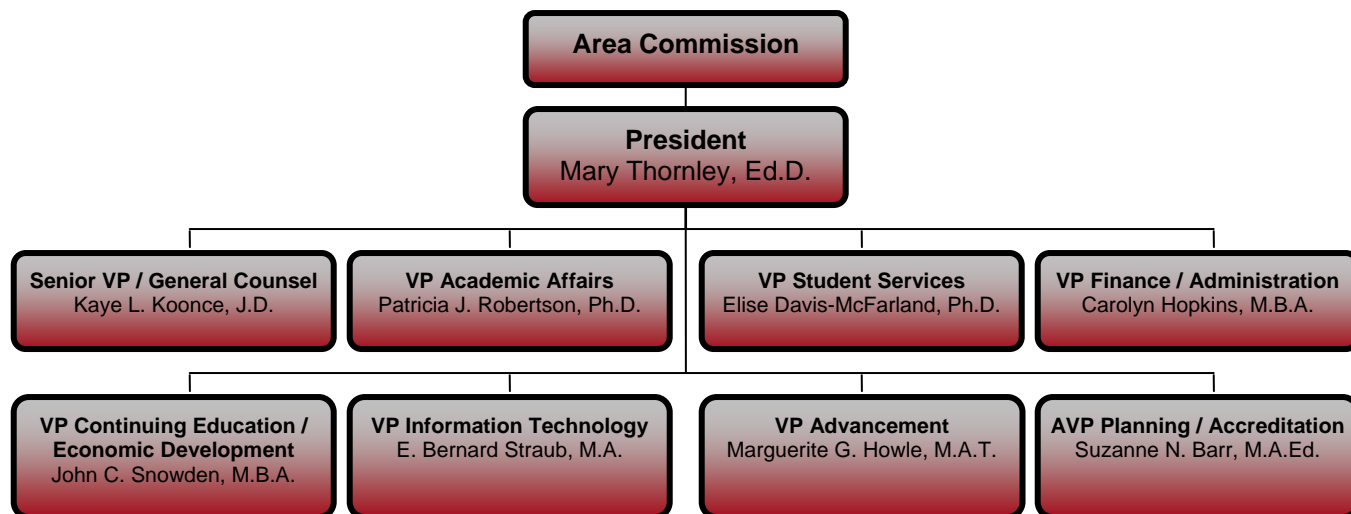 Area Commission
President
Mary Thornley, Ed.D.
Senior VP / General Counsel
Kaye L. Koonce, J.D.
VP Academic Affairs
Patricia J. Robertson, Ph.D.
VP Student Services
Elise Davis-McFarland, Ph.D.
VP Finance / Administration
Carolyn Hopkins, M.B.A.
VP Continuing Education /
Economic Development
John C. Snowden, M.B.A.
VP Information Technology
E. Bernard Straub, M.A.
VP Advancement
Marguerite G. Howle, M.A.T.
AVP Planning / Accreditation
Suzanne N. Barr, M.A.Ed.